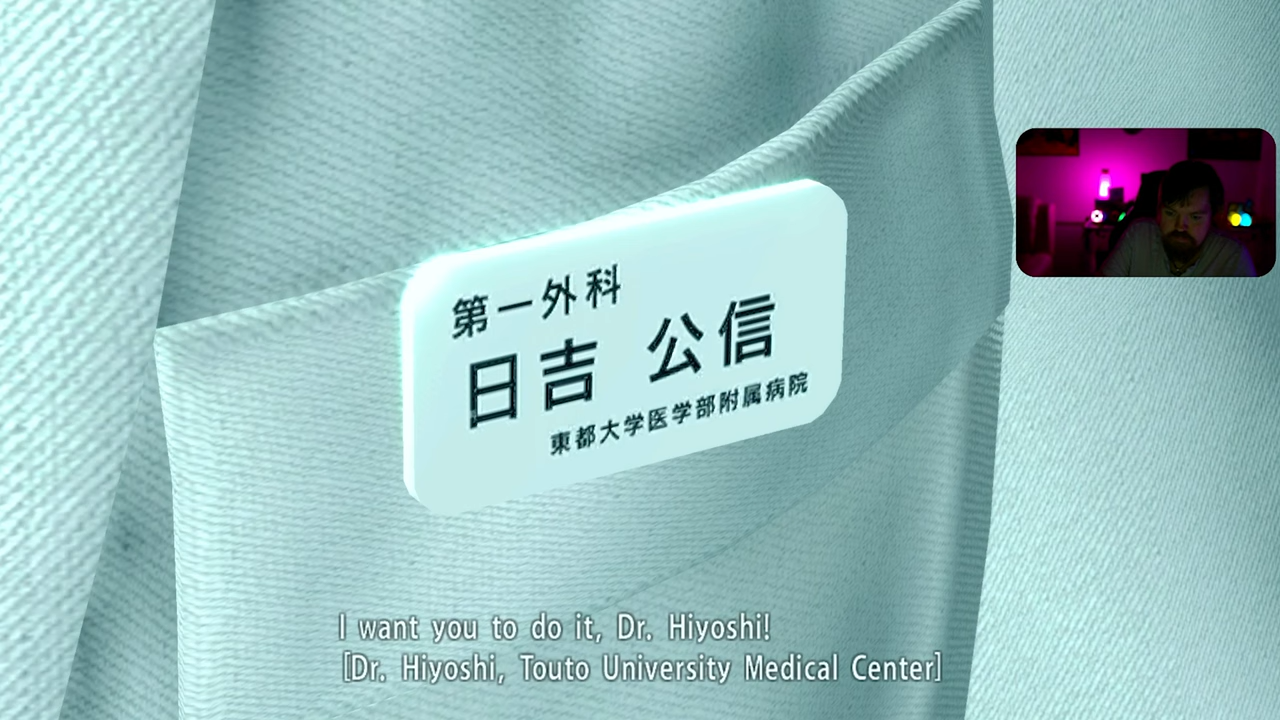 第一外科
日吉 公信
東都大学医学部附属病院
I want you to do it, Dr. Hiyoshi!
[Dr. Hiyoshi, Touto University Medical Center]